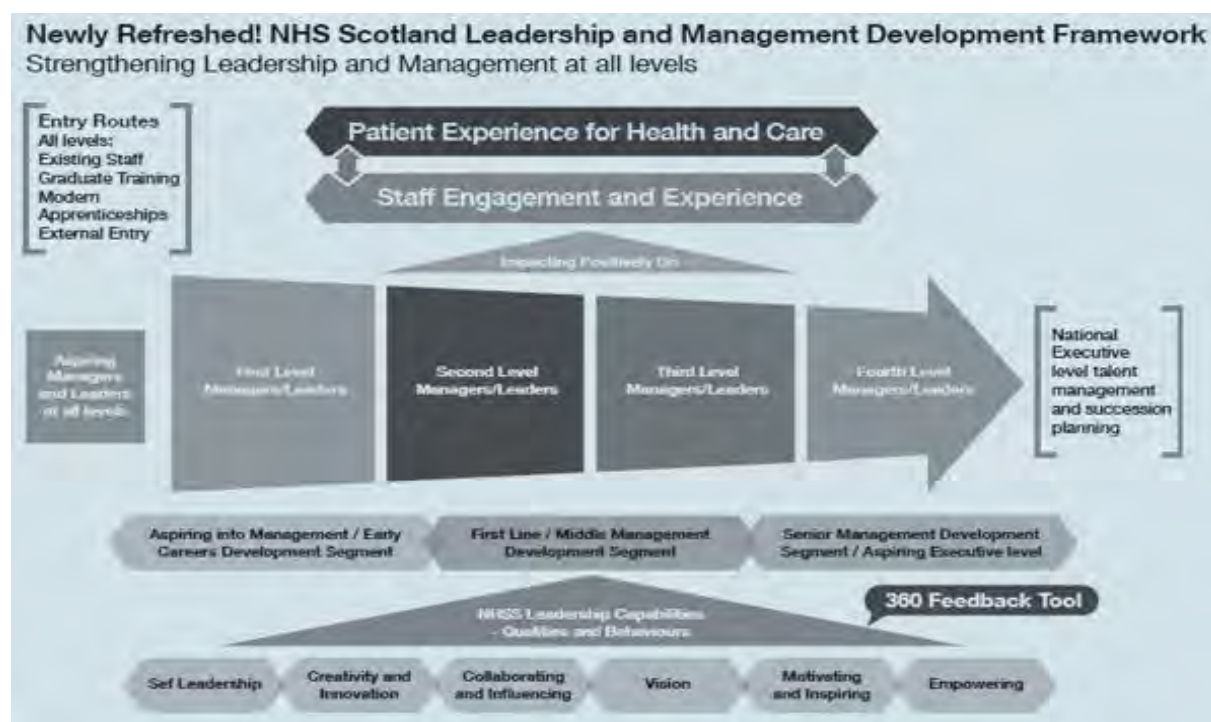 Newly Refreshed! NHS Scotland Leadership and Management Development Framework
Strengthening Leadership and Management at all levels
Entry Routes
All levels:
Existing Staff
Graduate Training
Modern
Apprenticeships
External Entry
Patient Experience for Health and Care
Staff Engagement and Experience
Impacting Positively On
Aspiring
Managers
and Leaders
at all levels
First Level
Managers/Leaders
Second Level
Managers/Leaders
Third Level
Managers/Leaders
Fourth Level
Managers/Leaders
National
Executive
level talent
management
and succession
planning
Aspiring into Management / Early
Careers Development Segment
First Line / Middle Management
Development Segment
Senior Management Development
Segment / Aspiring Executive level
NHSS Leadership Capabilities
- Qualities and Behaviours
360 Feedback Tool
Sef Leadership
Creativity and
Innovation
Collaborating
and Influencing
Vision
Motivating
and Inspiring
Empowering